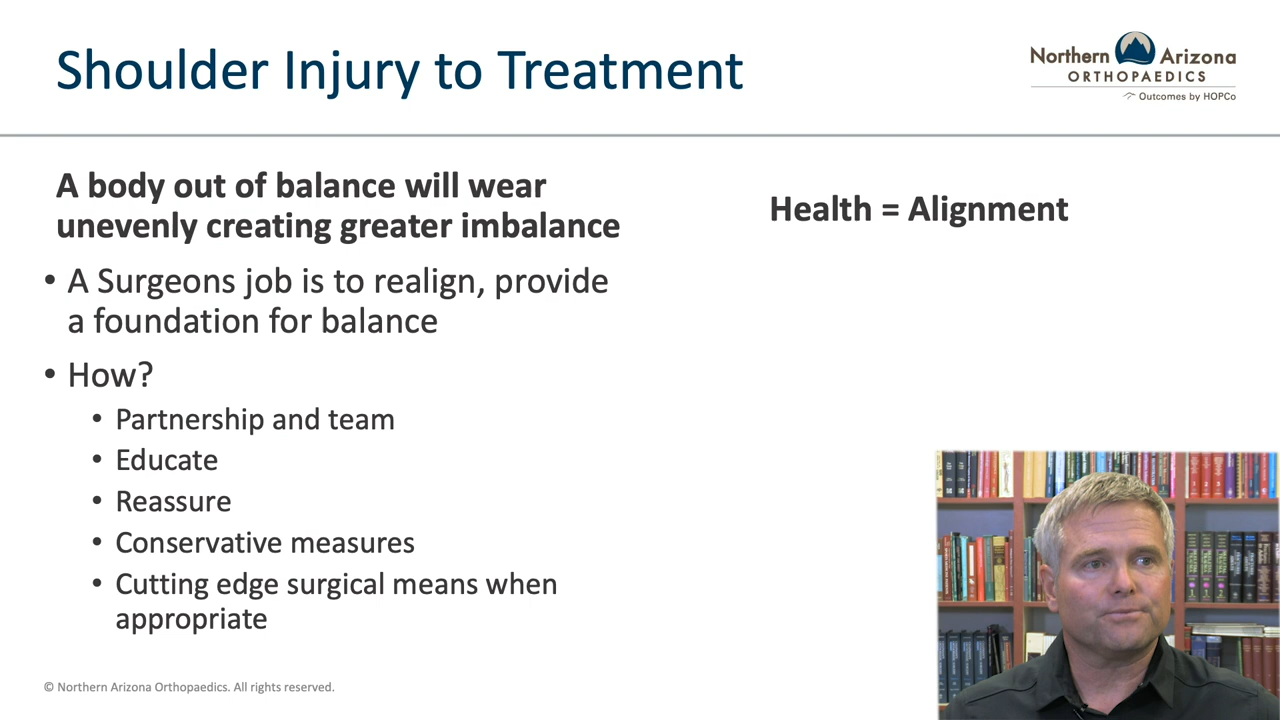 Shoulder Injury to Treatment
Northern Arizona
ORTHOPAEDICS
Outcomes by HOPCo
A body out of balance will wear
unevenly creating greater imbalance
• A Surgeons job is to realign, provide
a foundation for balance
• How?
• Partnership and team
• Educate
• Reassure
• Conservative measures
• Cutting edge surgical means when
appropriate
Health = Alignment
© Northern Arizona Orthopaedics. All rights reserved.